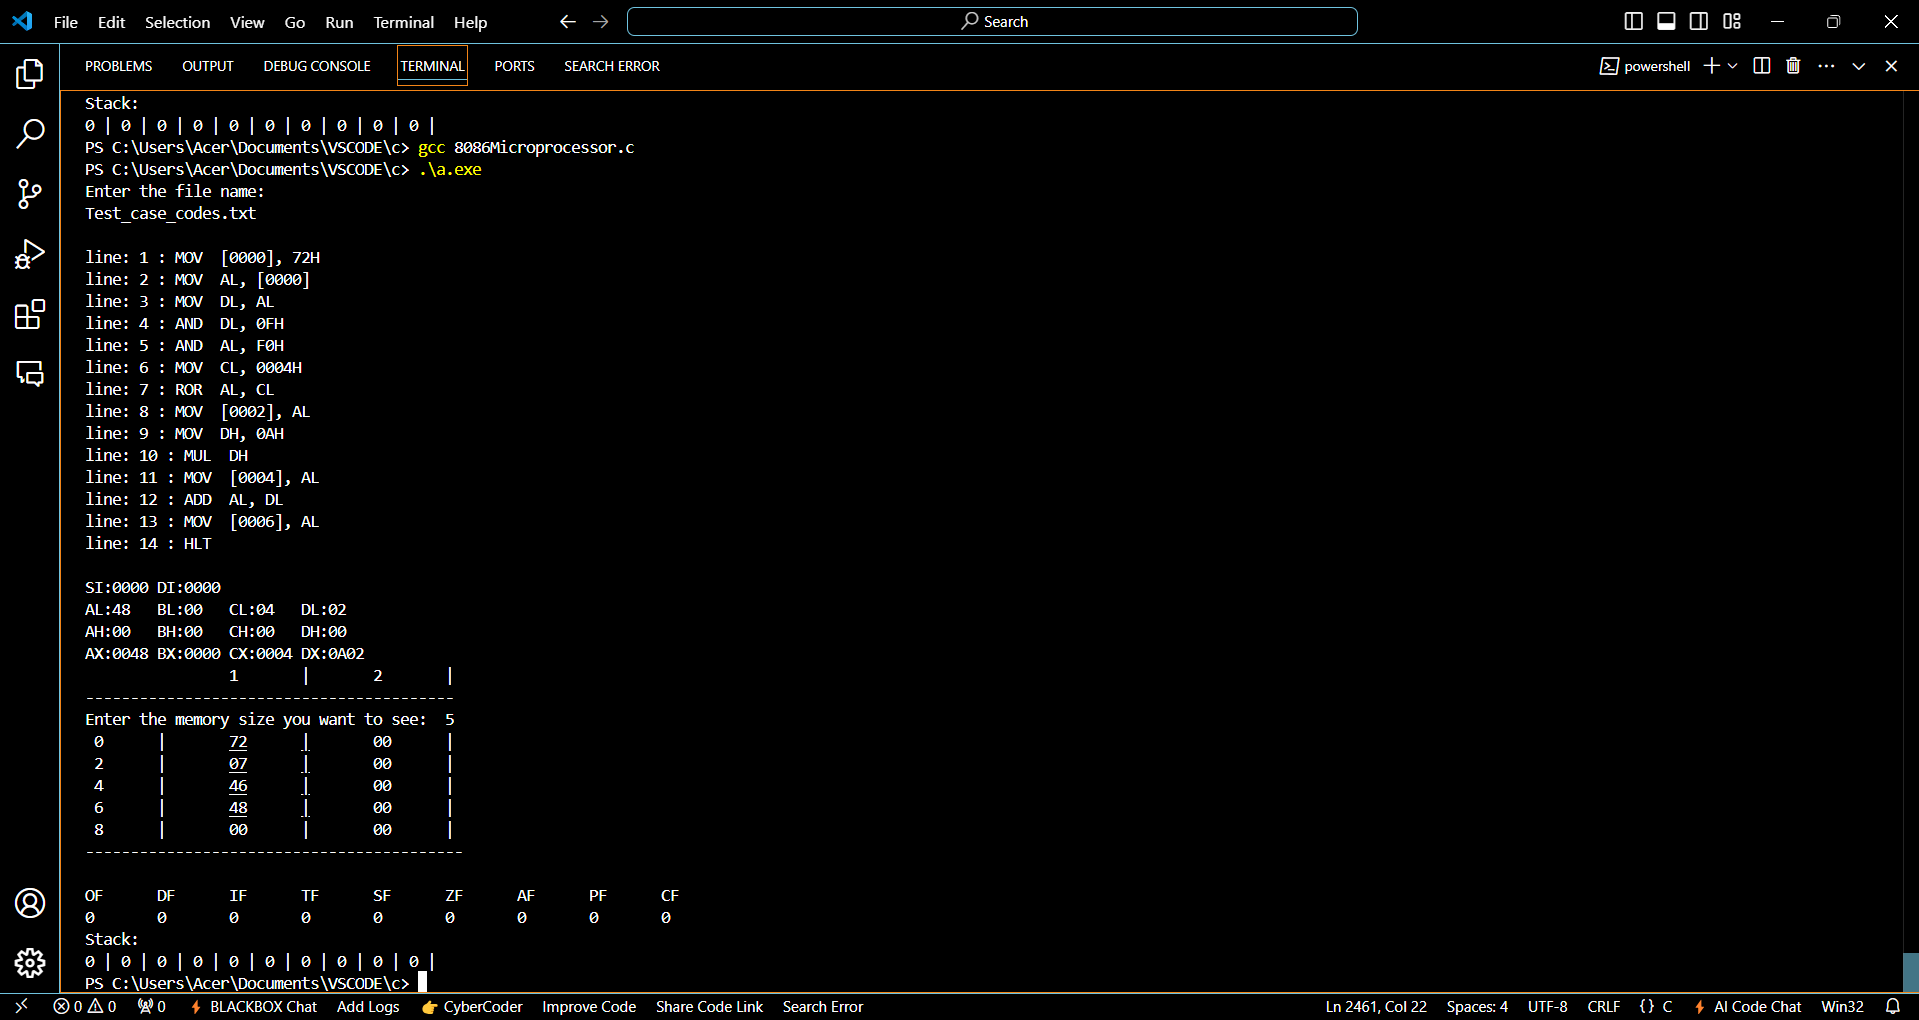 File Edit Selection View Go Run Terminal Help Search
PROBLEMS OUTPUT DEBUG CONSOLE TERMINAL PORTS SEARCH ERROR powershell
Stack:
0 | 0 | 0 | 0 | 0 | 0 | 0 | 0 | 0 | 0 |
PS C:\Users\Acer\Documents\VSCODE\c> gcc 8086Microprocessor.c
PS C:\Users\Acer\Documents\VSCODE\c> .\a.exe
Enter the file name:
Test_case_codes.txt
line: 1 : MOV  [0000], 72H
line: 2 : MOV  AL, [0000]
line: 3 : MOV  DL, AL
line: 4 : AND  DL, 0FH
line: 5 : AND  AL, F0H
line: 6 : MOV  CL, 0004H
line: 7 : ROR  AL, CL
line: 8 : MOV  [0002], AL
line: 9 : MOV  DH, 0AH
line: 10 : MUL  DH
line: 11 : MOV  [0004], AL
line: 12 : ADD  AL, DL
line: 13 : MOV  [0006], AL
line: 14 : HLT
SI:0000 DI:0000
AL:48   BL:00   CL:04   DL:02
AH:00   BH:00   CH:00   DH:00
AX:0048 BX:0000 CX:0004 DX:0A02
1       |       2       |
-----------------------------------------
Enter the memory size you want to see:  5
0      |       72      |       00      |
2      |       07      |       00      |
4      |       46      |       00      |
6      |       48      |       00      |
8      |       00      |       00      |
------------------------------------------
OF      DF      IF      TF      SF      ZF      AF      PF      CF
0       0       0       0       0       0       0       0       0
Stack:
0 | 0 | 0 | 0 | 0 | 0 | 0 | 0 | 0 | 0 |
PS C:\Users\Acer\Documents\VSCODE\c>
0 0 0 BLACKBOX Chat Add Logs 👉 CyberCoder Improve Code Share Code Link Search Error Ln 2461, Col 22 Spaces: 4 UTF-8 CRLF {} C AI Code Chat Win32